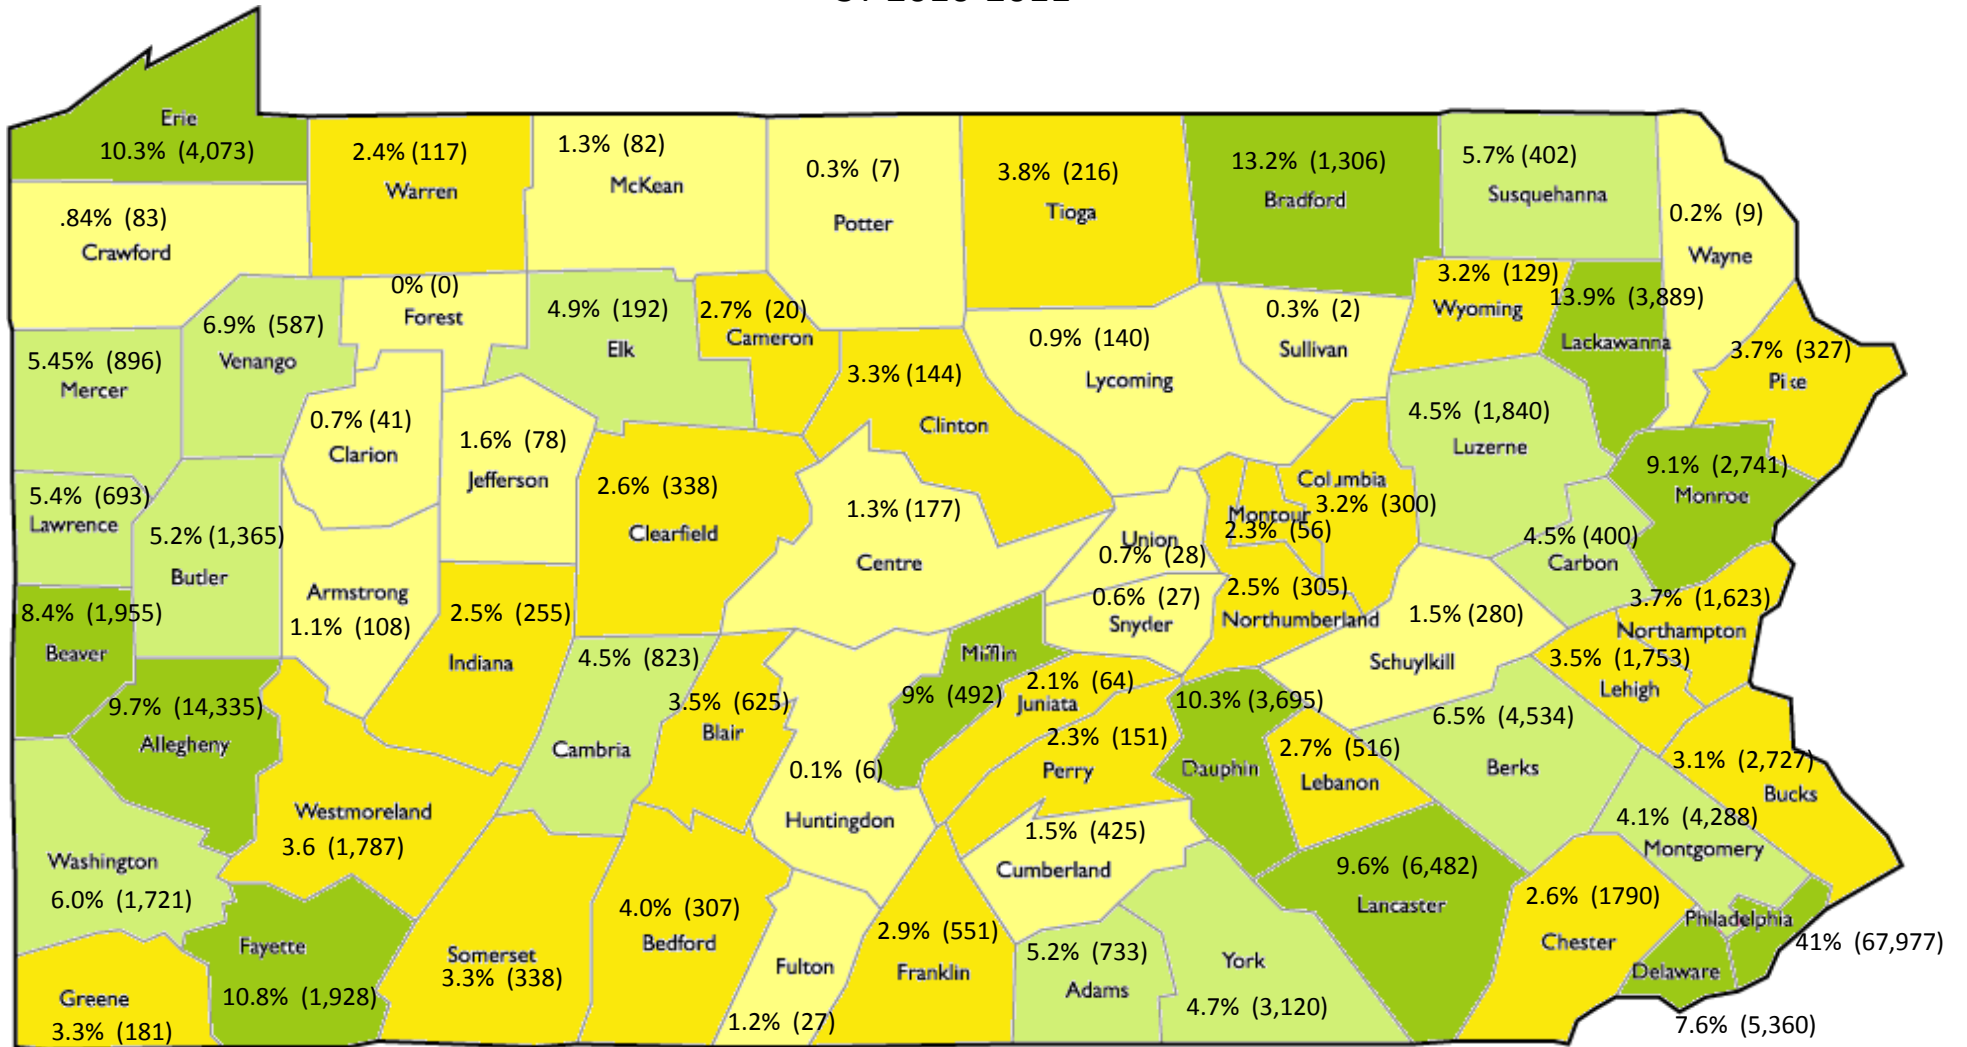 Erie
10.3% (4,073)
2.4% (117)
Warren
1.3% (82)
McKean
0.3% (7)
Potter
3.8% (216)
Tioga
13.2% (1,306)
Bradford
5.7% (402)
Susquehanna
0.2% (9)
Wayne
.84% (83)
Crawford
0% (0)
Forest
6.9% (587)
Venango
4.9% (192)
Elk
2.7% (20)
Cameron
3.3% (144)
Clinton
0.9% (140)
Lycoming
0.3% (2)
Sullivan
3.2% (129)
Wyoming
13.9% (3,889)
Lackawanna
3.7% (327)
Pike
5.45% (896)
Mercer
0.7% (41)
Clarion
1.6% (78)
Jefferson
2.6% (338)
Clearfield
1.3% (177)
Centre
4.5% (1,840)
Luzerne
9.1% (2,741)
Monroe
5.4% (693)
Lawrence
5.2% (1,365)
Butler
Armstrong
1.1% (108)
2.5% (255)
Indiana
Union
0.7% (28)
Montour
2.3% (56)
Columbia
3.2% (300)
4.5% (400)
Carbon
8.4% (1,955)
Beaver
0.6% (27)
Snyder
2.5% (305)
Northumberland
1.5% (280)
Schuylkill
3.7% (1,623)
Northampton
3.5% (1,753)
Lehigh
9.7% (14,335)
Allegheny
4.5% (823)
Cambria
3.5% (625)
Blair
Mifflin
9% (492)
2.1% (64)
Juniata
2.3% (151)
Perry
10.3% (3,695)
Dauphin
2.7% (516)
Lebanon
6.5% (4,534)
Berks
3.1% (2,727)
Bucks
Westmoreland
3.6 (1,787)
0.1% (6)
Huntingdon
1.5% (425)
Cumberland
9.6% (6,482)
Lancaster
4.1% (4,288)
Montgomery
Washington
6.0% (1,721)
Fayette
10.8% (1,928)
Somerset
3.3% (338)
4.0% (307)
Bedford
Fulton
1.2% (27)
2.9% (551)
Franklin
5.2% (733)
Adams
York
4.7% (3,120)
2.6% (1790)
Chester
Philadelphia
41% (67,977)
Delaware
7.6% (5,360)
Greene
3.3% (181)